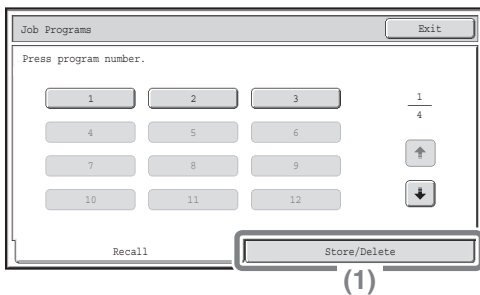 Job Programs Exit
Press program number.
1 2 3 1
4 5 6 4
7 8 9
10 11 12
Recall Store/Delete
(1)